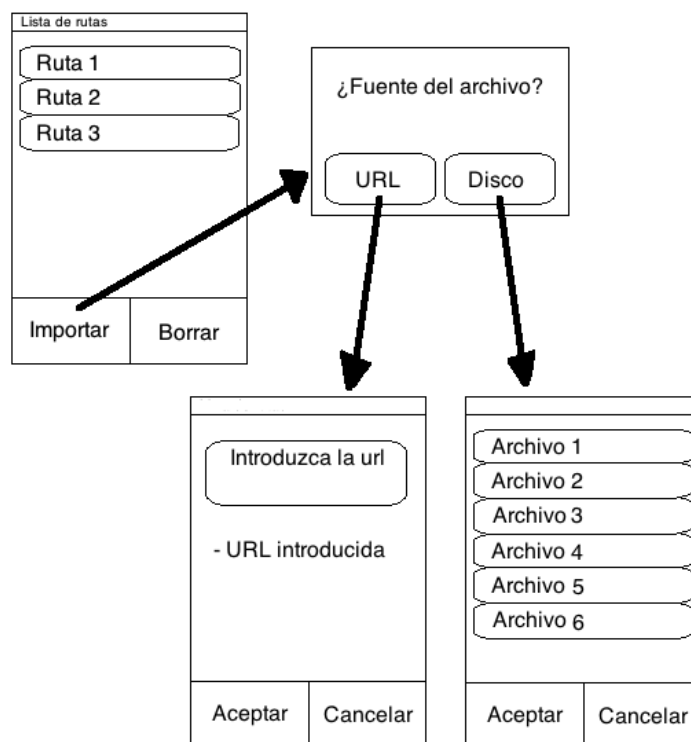 Lista de rutas
Ruta 1
Ruta 2
Ruta 3
Importar
Borrar
¿Fuente del archivo?
URL
Disco
Introduzca la url
- URL introducida
Aceptar
Cancelar
Archivo 1
Archivo 2
Archivo 3
Archivo 4
Archivo 5
Archivo 6
Aceptar
Cancelar